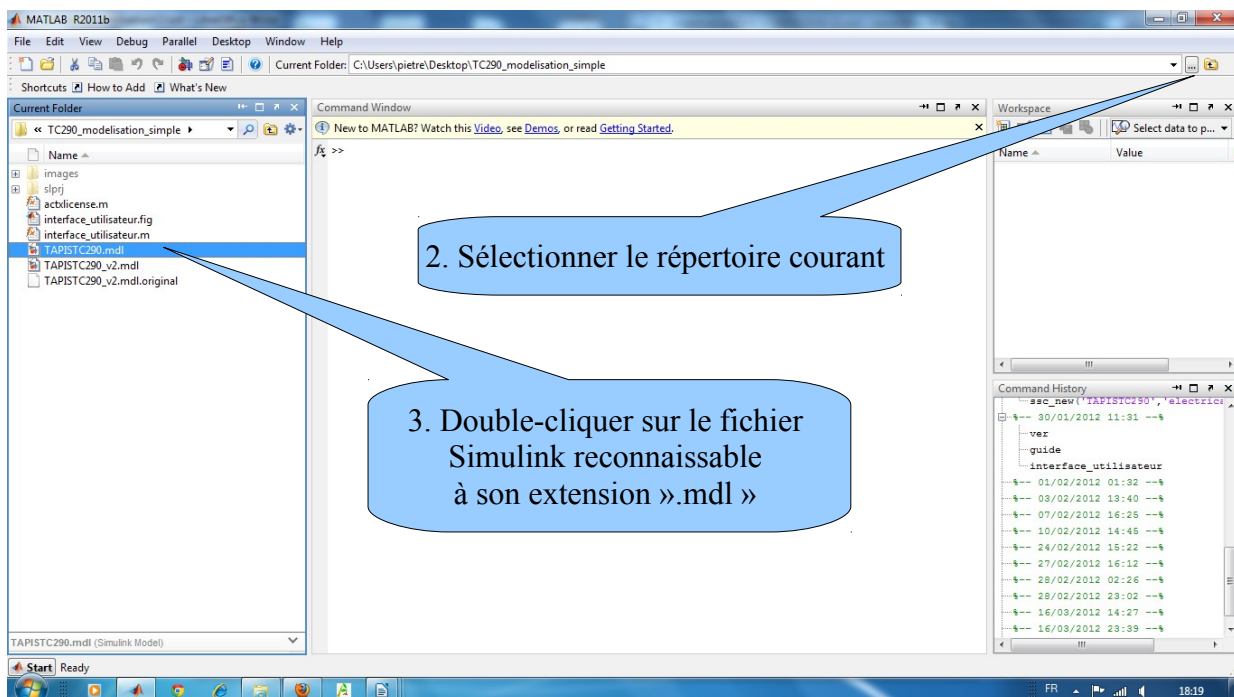 MATLAB R2011b
File Edit View Debug Parallel Desktop Window Help
Current Folder: C:\Users\pietre\Desktop\TC290_modelisation_simple
Shortcuts How to Add What's New
Current Folder
« TC290_modelisation_simple
Name
images
slprj
actxlicense.m
interface_utilisateur.fig
interface_utilisateur.m
TAPISTC290.mdl
TAPISTC290_v2.mdl
TAPISTC290_v2.mdl.original
TAPISTC290.mdl (Simulink Model)
Command Window
New to MATLAB? Watch this Video, see Demos, or read Getting Started.
fx >>
2. Sélectionner le répertoire courant
3. Double-cliquer sur le fichier
Simulink reconnaissable
à son extension ».mdl »
Workspace
Select data to p...
Name Value
Command History
ssc_new('TAPISTC290','electrica
%-- 30/01/2012 11:31 --%
ver
guide
interface_utilisateur
%-- 01/02/2012 01:32 --%
%-- 03/02/2012 13:40 --%
%-- 07/02/2012 16:25 --%
%-- 10/02/2012 14:45 --%
%-- 24/02/2012 15:22 --%
%-- 27/02/2012 16:12 --%
%-- 28/02/2012 02:26 --%
%-- 28/02/2012 23:02 --%
%-- 16/03/2012 14:27 --%
%-- 16/03/2012 23:39 --%
Start Ready
FR 18:19